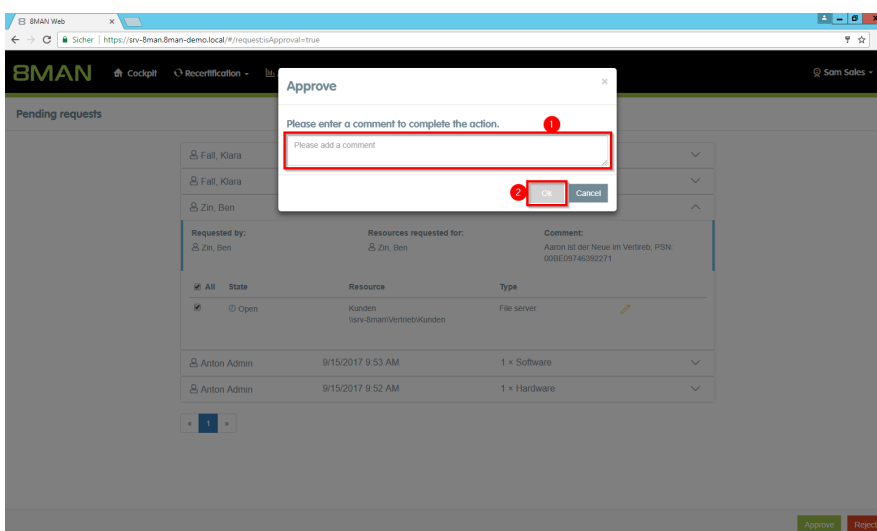 8MAN Web
Sicher https://srv-8man.8man-demo.local/#/request:isApproval=true
8MAN Cockpit Recertification Sam Sales
Pending requests
Approve ×
Please enter a comment to complete the action. 1
Please add a comment
2 Ok Cancel
Fall, Klara
Fall, Klara
Zin, Ben
Requested by: Resources requested for: Comment:
Zin, Ben Zin, Ben Aaron ist der Neue im Vertireb, PSN:
00BE09746392271
All State Resource Type
Open Kunden File server
\\srv-8man\Vertrieb\Kunden
Anton Admin 9/15/2017 9:53 AM 1 × Software
Anton Admin 9/15/2017 9:52 AM 1 × Hardware
« 1 »
Approve Reject